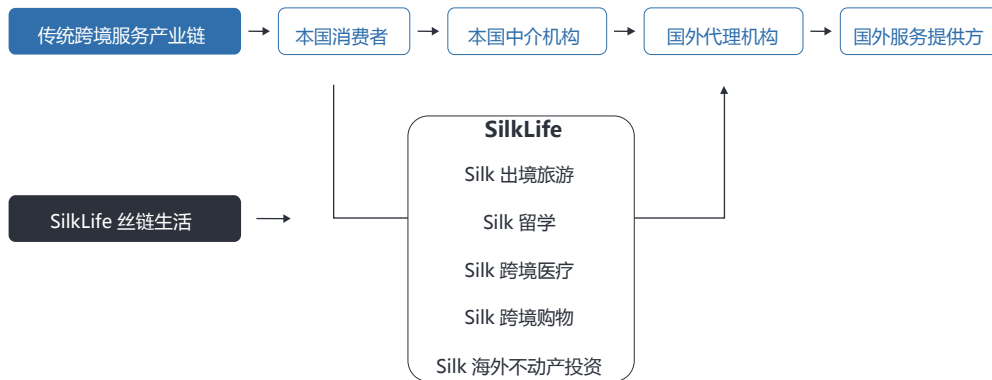 传统跨境服务产业链
本国消费者
本国中介机构
国外代理机构
国外服务提供方
SilkLife
Silk 出境旅游
SilkLife 丝链生活
Silk 留学
Silk 跨境医疗
Silk 跨境购物
Silk 海外不动产投资